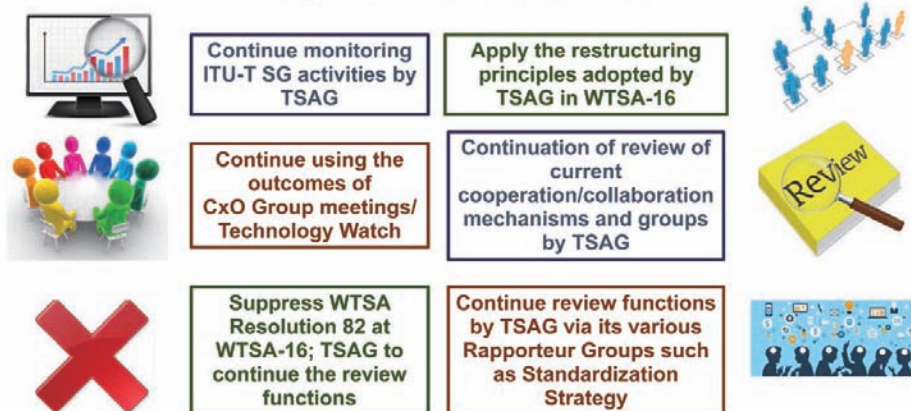 Continue monitoring
ITU-T SG activities by
TSAG
Apply the restructuring
principles adopted by
TSAG in WTSA-16
Continue using the
outcomes of
CxO Group meetings/
Technology Watch
Continuation of review of
current
cooperation/collaboration
mechanisms and groups
by TSAG
Review
Suppress WTSA
Resolution 82 at
WTSA-16; TSAG to
continue the review
functions
Continue review functions
by TSAG via its various
Rapporteur Groups such
as Standardization
Strategy